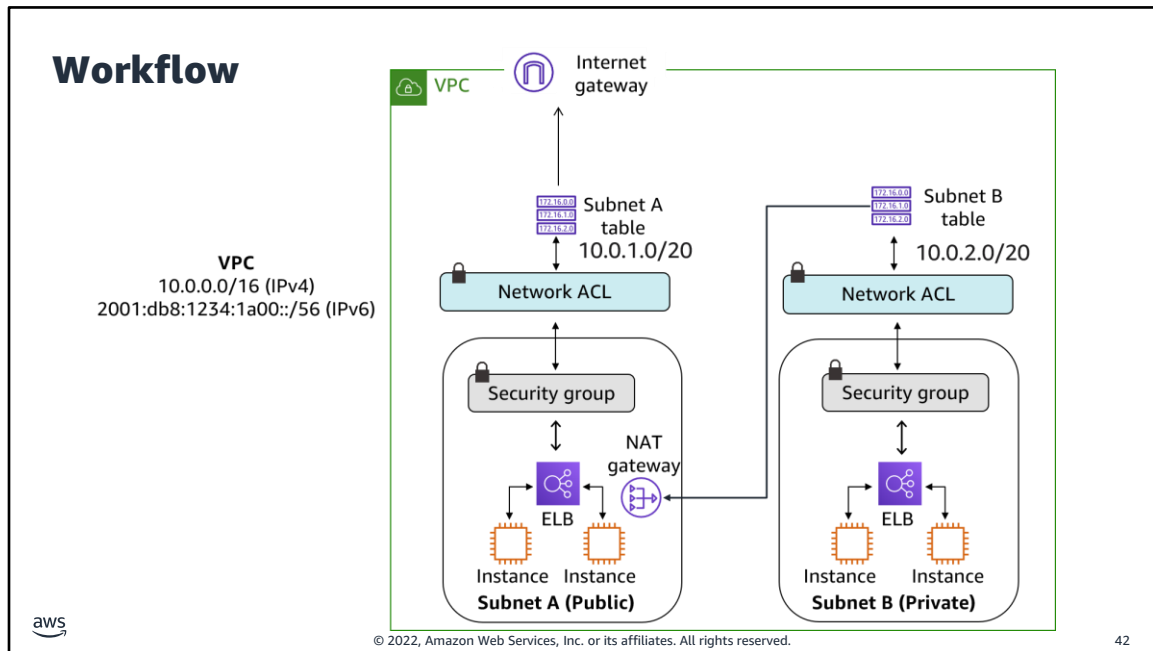 Workflow
VPC
10.0.0.0/16 (IPv4)
2001:db8:1234:1a00::/56 (IPv6)
VPC
Internet
gateway
172.16.0.0
172.16.1.0
172.16.2.0
Subnet A
table
10.0.1.0/20
Network ACL
Security group
NAT
gateway
ELB
Instance
Instance
Subnet A (Public)
172.16.0.0
172.16.1.0
172.16.2.0
Subnet B
table
10.0.2.0/20
Network ACL
Security group
ELB
Instance
Instance
Subnet B (Private)
aws
© 2022, Amazon Web Services, Inc. or its affiliates. All rights reserved.
42